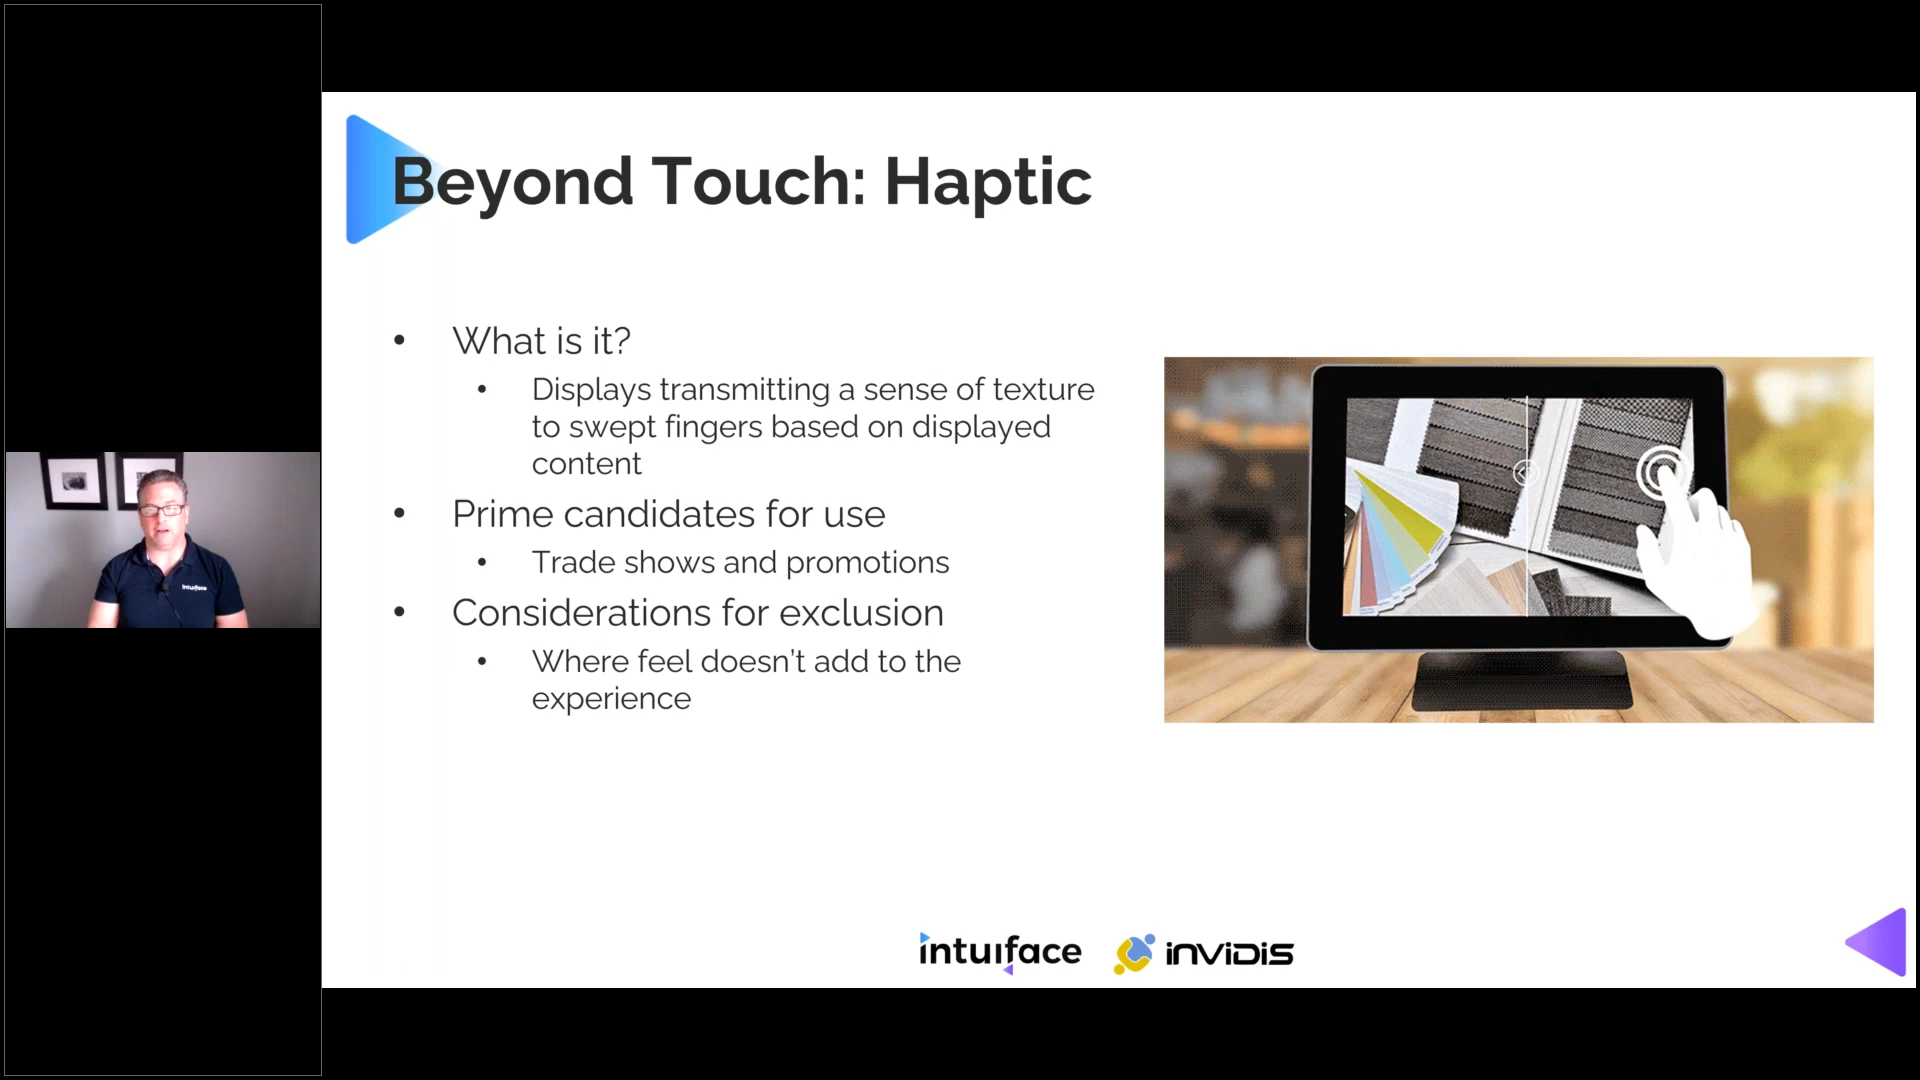 Beyond Touch: Haptic
• What is it?
• Displays transmitting a sense of texture
to swept fingers based on displayed
content
• Prime candidates for use
• Trade shows and promotions
• Considerations for exclusion
• Where feel doesn't add to the
experience
intuiface
intuiface
invidis